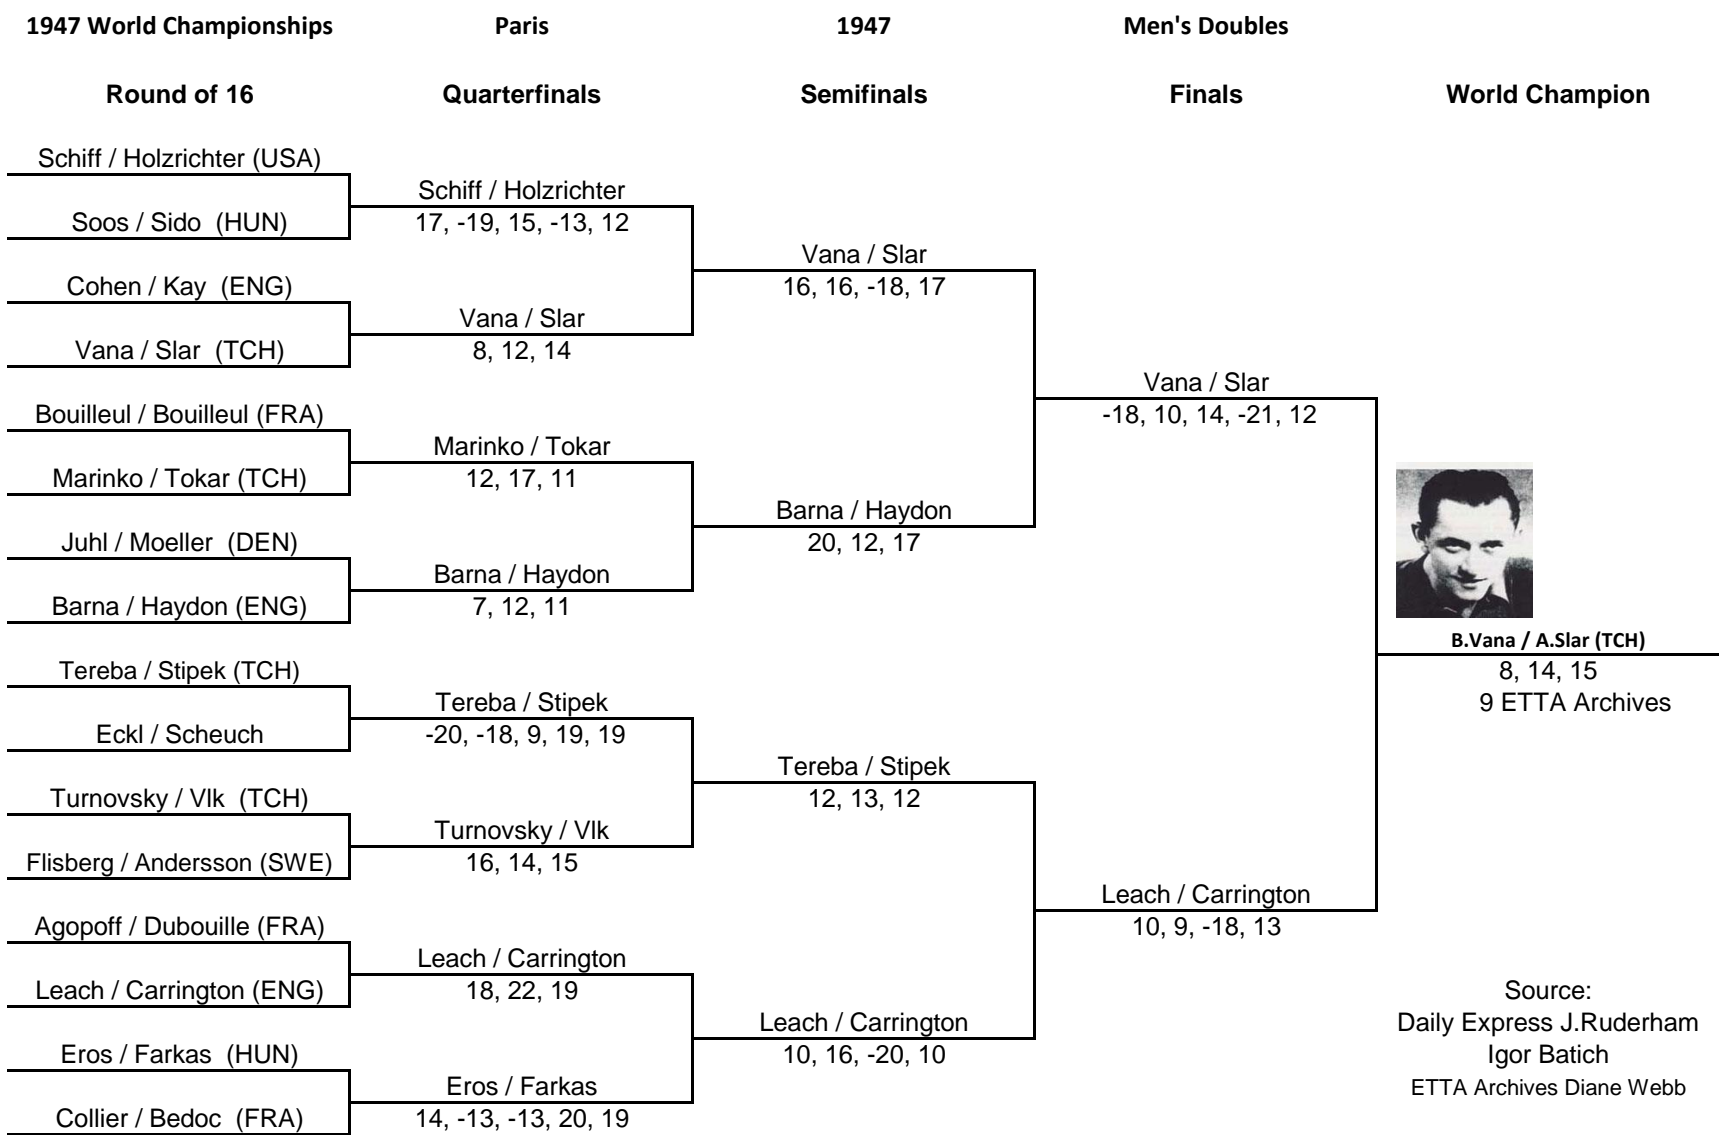 1947 World Championships Paris 1947 Men's Doubles
Round of 16 Quarterfinals Semifinals Finals World Champion
Schiff / Holzrichter (USA)
Soos / Sido (HUN)
Cohen / Kay (ENG)
Vana / Slar (TCH)
Bouilleul / Bouilleul (FRA)
Marinko / Tokar (TCH)
Juhl / Moeller (DEN)
Barna / Haydon (ENG)
Tereba / Stipek (TCH)
Eckl / Scheuch
Turnovsky / Vlk (TCH)
Flisberg / Andersson (SWE)
Agopoff / Dubouille (FRA)
Leach / Carrington (ENG)
Eros / Farkas (HUN)
Collier / Bedoc (FRA)
Schiff / Holzrichter
17, -19, 15, -13, 12
Vana / Slar
8, 12, 14
Marinko / Tokar
12, 17, 11
Barna / Haydon
7, 12, 11
Tereba / Stipek
-20, -18, 9, 19, 19
Turnovsky / Vlk
16, 14, 15
Leach / Carrington
18, 22, 19
Eros / Farkas
14, -13, -13, 20, 19
Vana / Slar
16, 16, -18, 17
Barna / Haydon
20, 12, 17
Tereba / Stipek
12, 13, 12
Leach / Carrington
10, 16, -20, 10
Vana / Slar
-18, 10, 14, -21, 12
Leach / Carrington
10, 9, -18, 13
B.Vana / A.Slar (TCH)
8, 14, 15
9 ETTA Archives
Source:
Daily Express J.Ruderham
Igor Batich
ETTA Archives Diane Webb